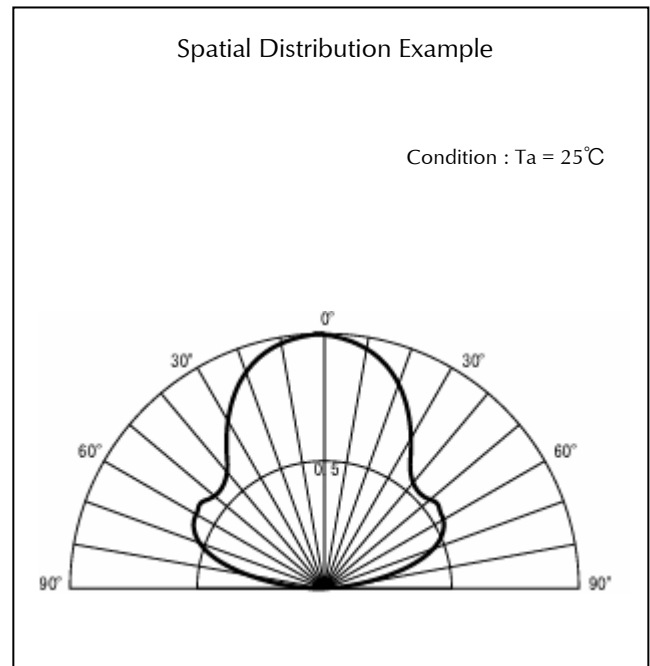 Spatial Distribution Example
Condition : Ta = 25℃
0°
30° 30°
60° 60°
0.5
90° 90°